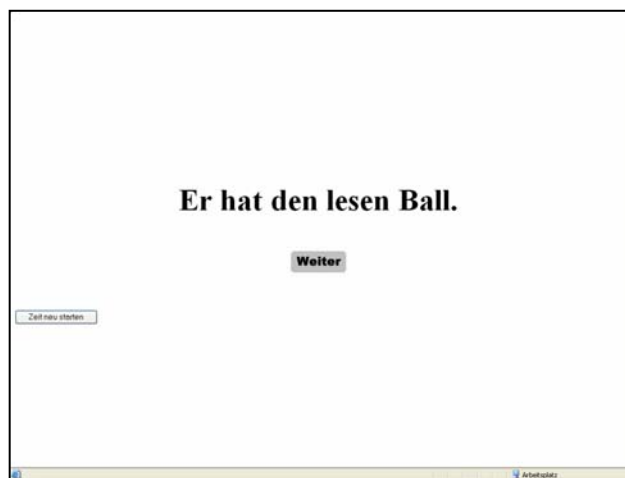 Er hat den lesen Ball.
Weiter
Zeit neu starten
Arbeitsplatz